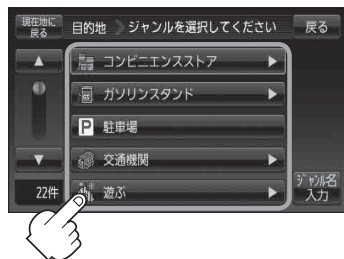 現在地に
戻る
目的地 ジャンルを選択してください
戻る
コンビニエンスストア
ガソリンスタンド
P 駐車場
交通機関
22件
遊ぶ
ジャンル名
入力